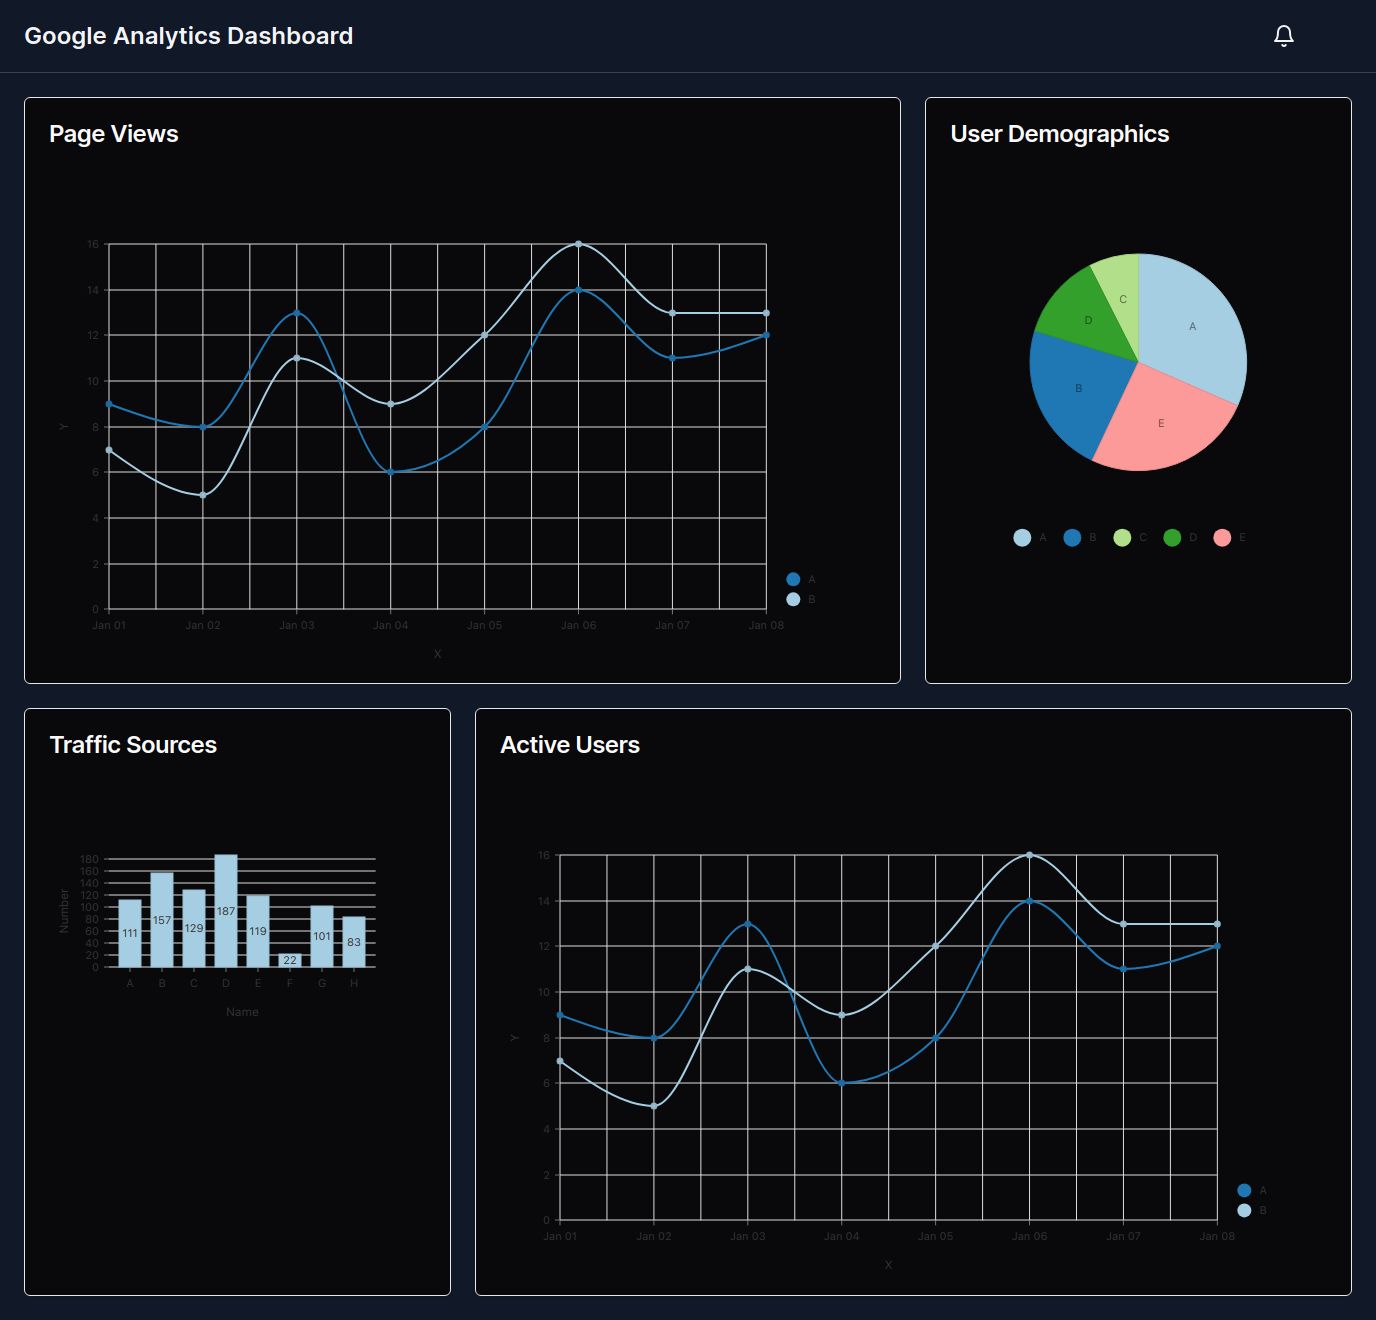 Google Analytics Dashboard
Page Views
16
14
12
10
8
6
4
2
0
Y
Jan 01 Jan 02 Jan 03 Jan 04 Jan 05 Jan 06 Jan 07 Jan 08
X
A
B
User Demographics
A
E
B
D
C
A B C D E
Traffic Sources
180
160
140
120
100
80
60
40
20
0
Number
111 157 129 187 119 22 101 83
A B C D E F G H
Name
Active Users
16
14
12
10
8
6
4
2
0
Y
Jan 01 Jan 02 Jan 03 Jan 04 Jan 05 Jan 06 Jan 07 Jan 08
X
A
B